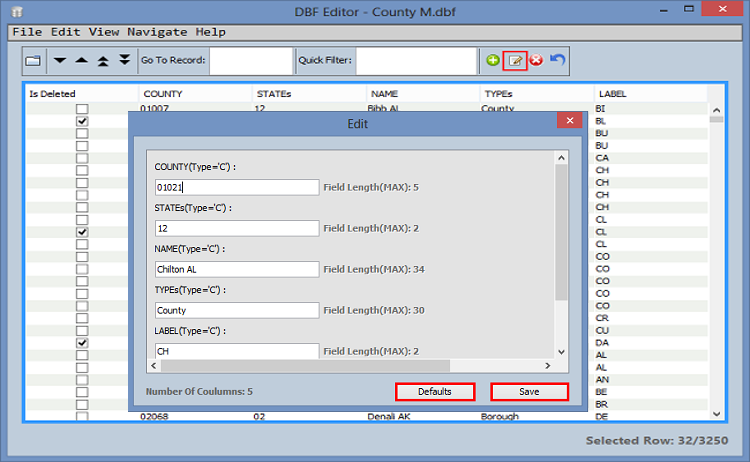 DBF Editor - County M.dbf
File Edit View Navigate Help
Go To Record: Quick Filter:
Is Deleted COUNTY STATEs NAME TYPEs LABEL
01007 12 Bibb AL County BI
BL
BU
BU
CA
CH
CH
CH
CH
CL
CL
CL
CO
CO
CO
CO
CO
CR
CU
DA
AL
AL
AN
BE
BR
02068 02 Denali AK Borough DE
Edit
COUNTY(Type='C') :
01021 Field Length(MAX): 5
STATEs(Type='C') :
12 Field Length(MAX): 2
NAME(Type='C') :
Chilton AL Field Length(MAX): 34
TYPEs(Type='C') :
County Field Length(MAX): 30
LABEL(Type='C') :
CH Field Length(MAX): 2
Number Of Coulumns: 5 Defaults Save
Selected Row: 32/3250